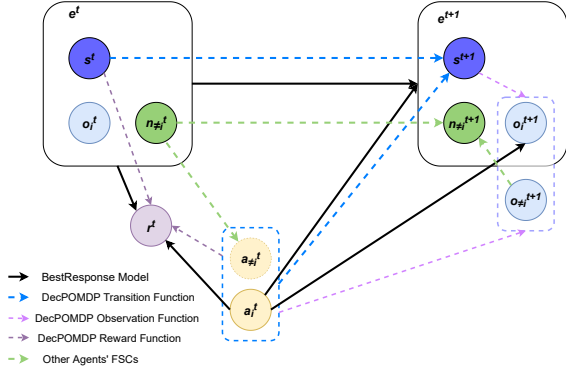 e^t
e^{t+1}
s^t
s^{t+1}
o_i^t
n_{≠i}^t
n_{≠i}^{t+1}
o_i^{t+1}
o_{≠i}^{t+1}
r^t
a_{≠i}^t
a_i^t
BestResponse Model
DecPOMDP Transition Function
DecPOMDP Observation Function
DecPOMDP Reward Function
Other Agents' FSCs